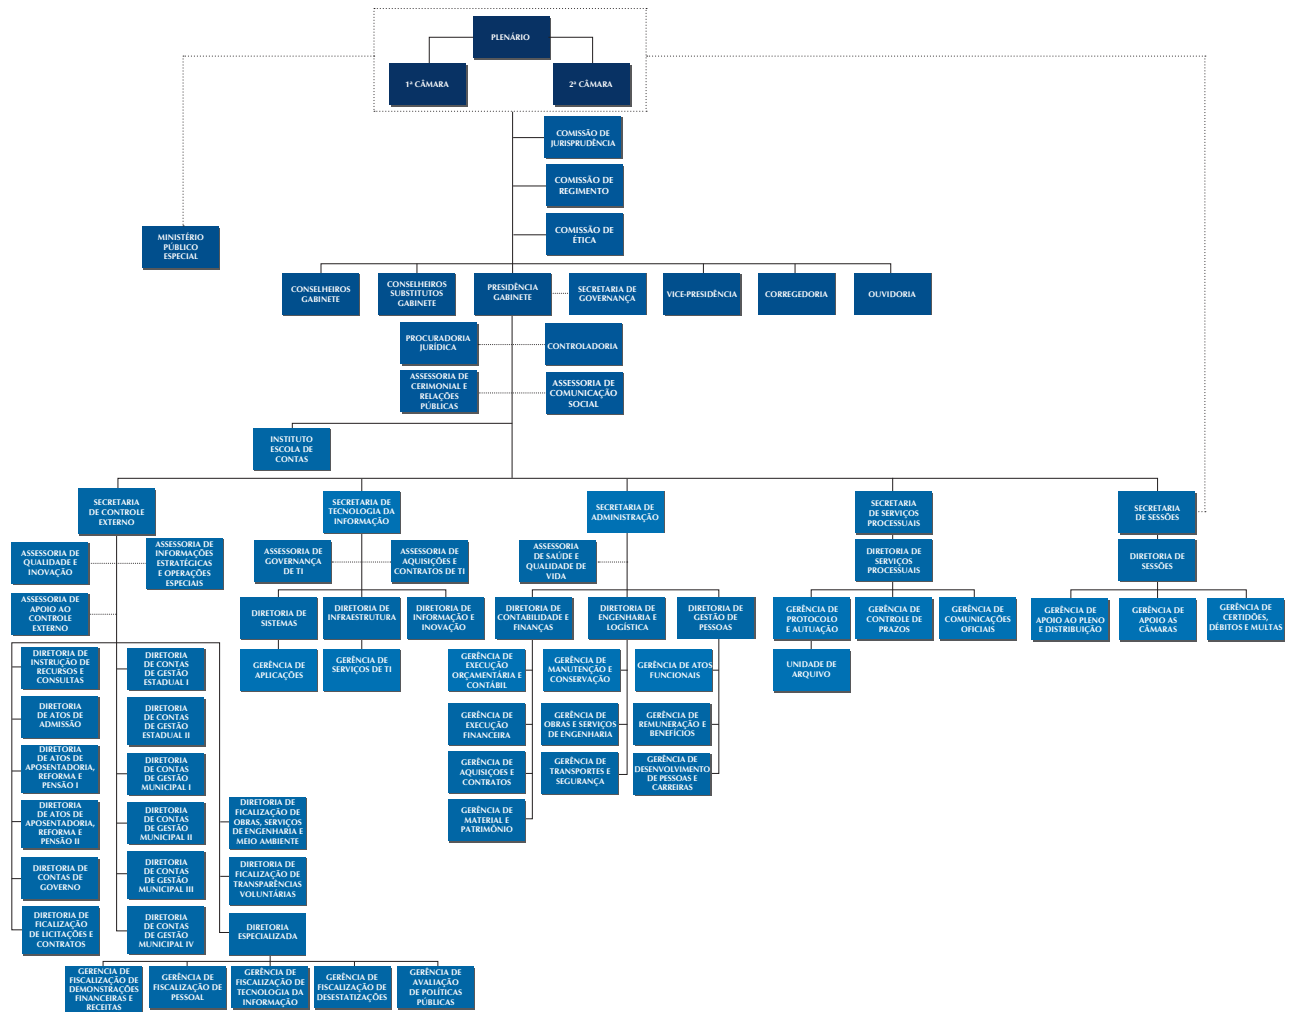 PLENÁRIO
1ª CÂMARA
2ª CÂMARA
COMISSÃO DE
JURISPRUDÊNCIA
COMISSÃO DE
REGIMENTO
COMISSÃO DE
ÉTICA
MINISTÉRIO
PÚBLICO
ESPECIAL
CONSELHEIROS
GABINETE
CONSELHEIROS
SUBSTITUTOS
GABINETE
PRESIDÊNCIA
GABINETE
SECRETARIA DE
GOVERNANÇA
VICE-PRESIDÊNCIA
CORREGEDORIA
OUVIDORIA
PROCURADORIA
JURÍDICA
CONTROLADORIA
ASSESSORIA DE
CERIMONIAL E
RELAÇÕES
PÚBLICAS
ASSESSORIA DE
COMUNICAÇÃO
SOCIAL
INSTITUTO
ESCOLA DE
CONTAS
SECRETARIA
DE CONTROLE
EXTERNO
SECRETARIA DE
TECNOLOGIA DA
INFORMAÇÃO
SECRETARIA DE
ADMINISTRAÇÃO
SECRETARIA
DE SERVIÇOS
PROCESSUAIS
SECRETARIA
DE SESSÕES
ASSESSORIA DE
QUALIDADE E
INOVAÇÃO
ASSESSORIA DE
INFORMAÇÕES
ESTRATÉGICAS
E OPERAÇÕES
ESPECIAIS
ASSESSORIA DE
GOVERNANÇA
DE TI
ASSESSORIA DE
AQUISIÇÕES E
CONTRATOS DE TI
ASSESSORIA
DE SAÚDE E
QUALIDADE DE
VIDA
DIRETORIA DE
SERVIÇOS
PROCESSUAIS
DIRETORIA DE
SESSÕES
ASSESSORIA DE
APOIO AO
CONTROLE
EXTERNO
DIRETORIA DE
SISTEMAS
DIRETORIA DE
INFRAESTRUTURA
DIRETORIA DE
INFORMAÇÃO E
INOVAÇÃO
DIRETORIA DE
CONTABILIDADE E
FINANÇAS
DIRETORIA DE
ENGENHARIA E
LOGÍSTICA
DIRETORIA DE
GESTÃO DE
PESSOAS
GERÊNCIA DE
PROTOCOLO
E AUTUAÇÃO
GERÊNCIA DE
CONTROLE DE
PRAZOS
GERÊNCIA DE
COMUNICAÇÕES
OFICIAIS
GERÊNCIA DE
APOIO AO PLENO
E DISTRIBUIÇÃO
GERÊNCIA DE
APOIO AS
CÂMARAS
GERÊNCIA DE
CERTIDÕES,
DÉBITOS E MULTAS
DIRETORIA DE
INSTRUÇÃO DE
RECURSOS E
CONSULTAS
DIRETORIA
DE CONTAS
DE GESTÃO
ESTADUAL I
GERÊNCIA DE
APLICAÇÕES
GERÊNCIA DE
SERVIÇOS DE TI
GERÊNCIA DE
EXECUÇÃO
ORÇAMENTÁRIA E
CONTÁBIL
GERÊNCIA DE
MANUTENÇÃO E
CONSERVAÇÃO
GERÊNCIA DE ATOS
FUNCIONAIS
UNIDADE DE
ARQUIVO
DIRETORIA
DE ATOS DE
ADMISSÃO
DIRETORIA
DE CONTAS
DE GESTÃO
ESTADUAL II
GERÊNCIA DE
EXECUÇÃO
FINANCEIRA
GERÊNCIA DE
OBRAS E SERVIÇOS
DE ENGENHARIA
GERÊNCIA DE
REMUNERAÇÃO E
BENEFÍCIOS
DIRETORIA
DE ATOS DE
APOSENTADORIA,
REFORMA E
PENSÃO I
DIRETORIA
DE CONTAS
DE GESTÃO
MUNICIPAL I
GERÊNCIA DE
AQUISIÇOES E
CONTRATOS
GERÊNCIA DE
TRANSPORTES E
SEGURANÇA
GERÊNCIA DE
DESENVOLVIMENTO
DE PESSOAS E
CARREIRAS
DIRETORIA
DE ATOS DE
APOSENTADORIA,
REFORMA E
PENSÃO II
DIRETORIA
DE CONTAS
DE GESTÃO
MUNICIPAL II
DIRETORIA DE
FICALIZAÇÃO DE
OBRAS, SERVIÇOS
DE ENGENHARIA E
MEIO AMBIENTE
GERÊNCIA DE
MATERIAL E
PATRIMÔNIO
DIRETORIA DE
CONTAS DE
GOVERNO
DIRETORIA
DE CONTAS
DE GESTÃO
MUNICIPAL III
DIRETORIA DE
FICALIZAÇÃO DE
TRANSPARÊNCIAS
VOLUNTÁRIAS
DIRETORIA DE
FICALIZAÇÃO
DE LICITAÇÕES E
CONTRATOS
DIRETORIA
DE CONTAS
DE GESTÃO
MUNICIPAL IV
DIRETORIA
ESPECIALIZADA
GERENCIA DE
FISCALIZAÇÃO DE
DEMONSTRAÇÕES
FINANCEIRAS E
RECEITAS
GERÊNCIA DE
FISCALIZAÇÃO DE
PESSOAL
GERÊNCIA DE
FISCALIZAÇÃO DE
TECNOLOGIA DA
INFORMAÇÃO
GERÊNCIA DE
FISCALIZAÇÃO DE
DESESTATIZAÇÕES
GERÊNCIA DE
AVALIAÇÃO
DE POLÍTICAS
PÚBLICAS